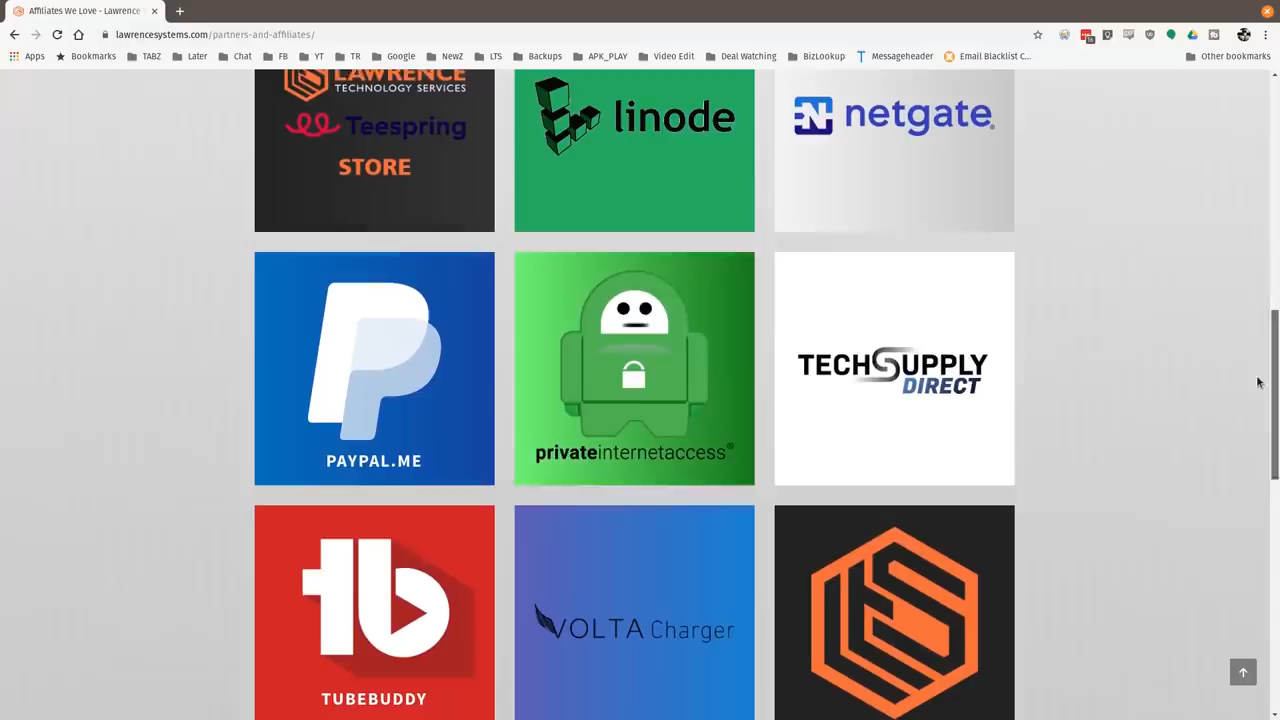 Affiliates We Love - Lawrence
lawrencesystems.com/partners-and-affiliates/
Apps Bookmarks TABZ Later Chat FB YT TR Google NewZ LTS Backups APK_PLAY Video Edit Deal Watching BizLookup Messageheader Email Blacklist C... Other bookmarks
LAWRENCE
TECHNOLOGY SERVICES
Teespring
STORE
linode
netgate®
PAYPAL.ME
privateinternetaccess®
TECHSUPPLY
DIRECT
tb
TUBEBUDDY
VOLTA Charger